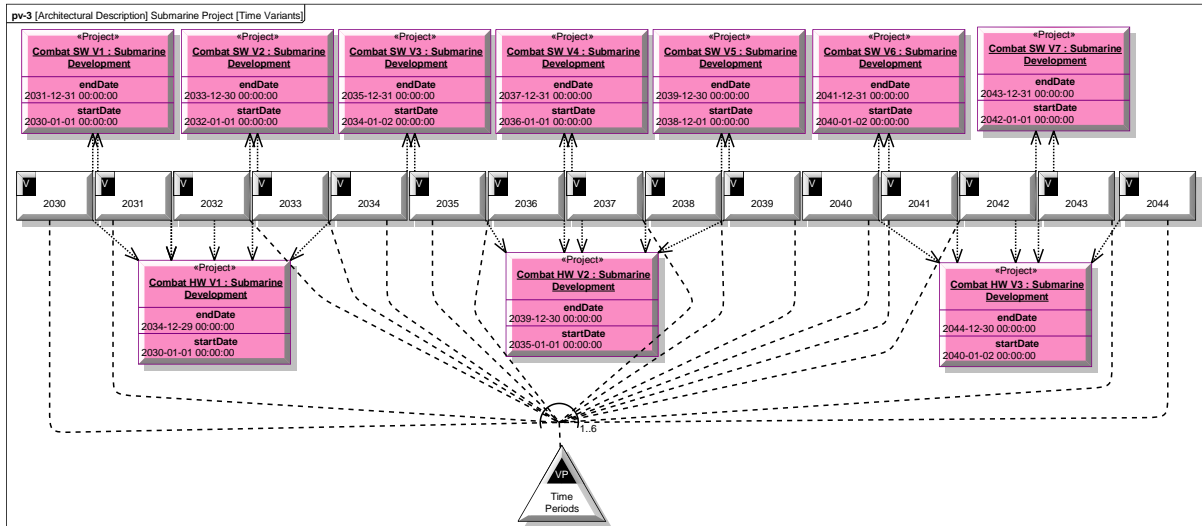 pv-3 [Architectural Description] Submarine Project [Time Variants]
«Project»
Combat SW V1 : Submarine
Development
endDate
2031-12-31 00:00:00
startDate
2030-01-01 00:00:00
«Project»
Combat SW V2 : Submarine
Development
endDate
2033-12-30 00:00:00
startDate
2032-01-01 00:00:00
«Project»
Combat SW V3 : Submarine
Development
endDate
2035-12-31 00:00:00
startDate
2034-01-02 00:00:00
«Project»
Combat SW V4 : Submarine
Development
endDate
2037-12-31 00:00:00
startDate
2036-01-01 00:00:00
«Project»
Combat SW V5 : Submarine
Development
endDate
2039-12-30 00:00:00
startDate
2038-12-01 00:00:00
«Project»
Combat SW V6 : Submarine
Development
endDate
2041-12-31 00:00:00
startDate
2040-01-02 00:00:00
«Project»
Combat SW V7 : Submarine
Development
endDate
2043-12-31 00:00:00
startDate
2042-01-01 00:00:00
V
2030
V
2031
V
2032
V
2033
V
2034
V
2035
V
2036
V
2037
V
2038
V
2039
V
2040
V
2041
V
2042
V
2043
V
2044
«Project»
Combat HW V1 : Submarine
Development
endDate
2034-12-29 00:00:00
startDate
2030-01-01 00:00:00
«Project»
Combat HW V2 : Submarine
Development
endDate
2039-12-30 00:00:00
startDate
2035-01-01 00:00:00
«Project»
Combat HW V3 : Submarine
Development
endDate
2044-12-30 00:00:00
startDate
2040-01-02 00:00:00
1..6
VP
Time
Periods